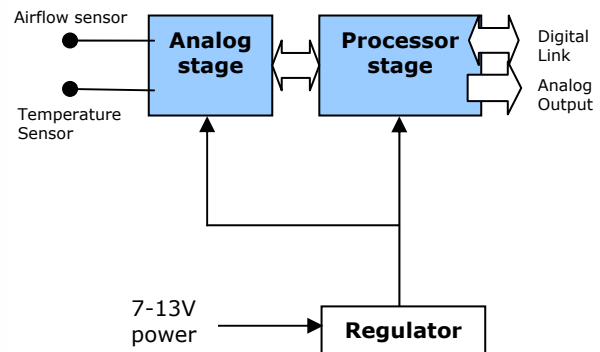 Airflow sensor
Analog
stage
Processor
stage
Digital
Link
Analog
Output
Temperature
Sensor
7-13V
power
Regulator